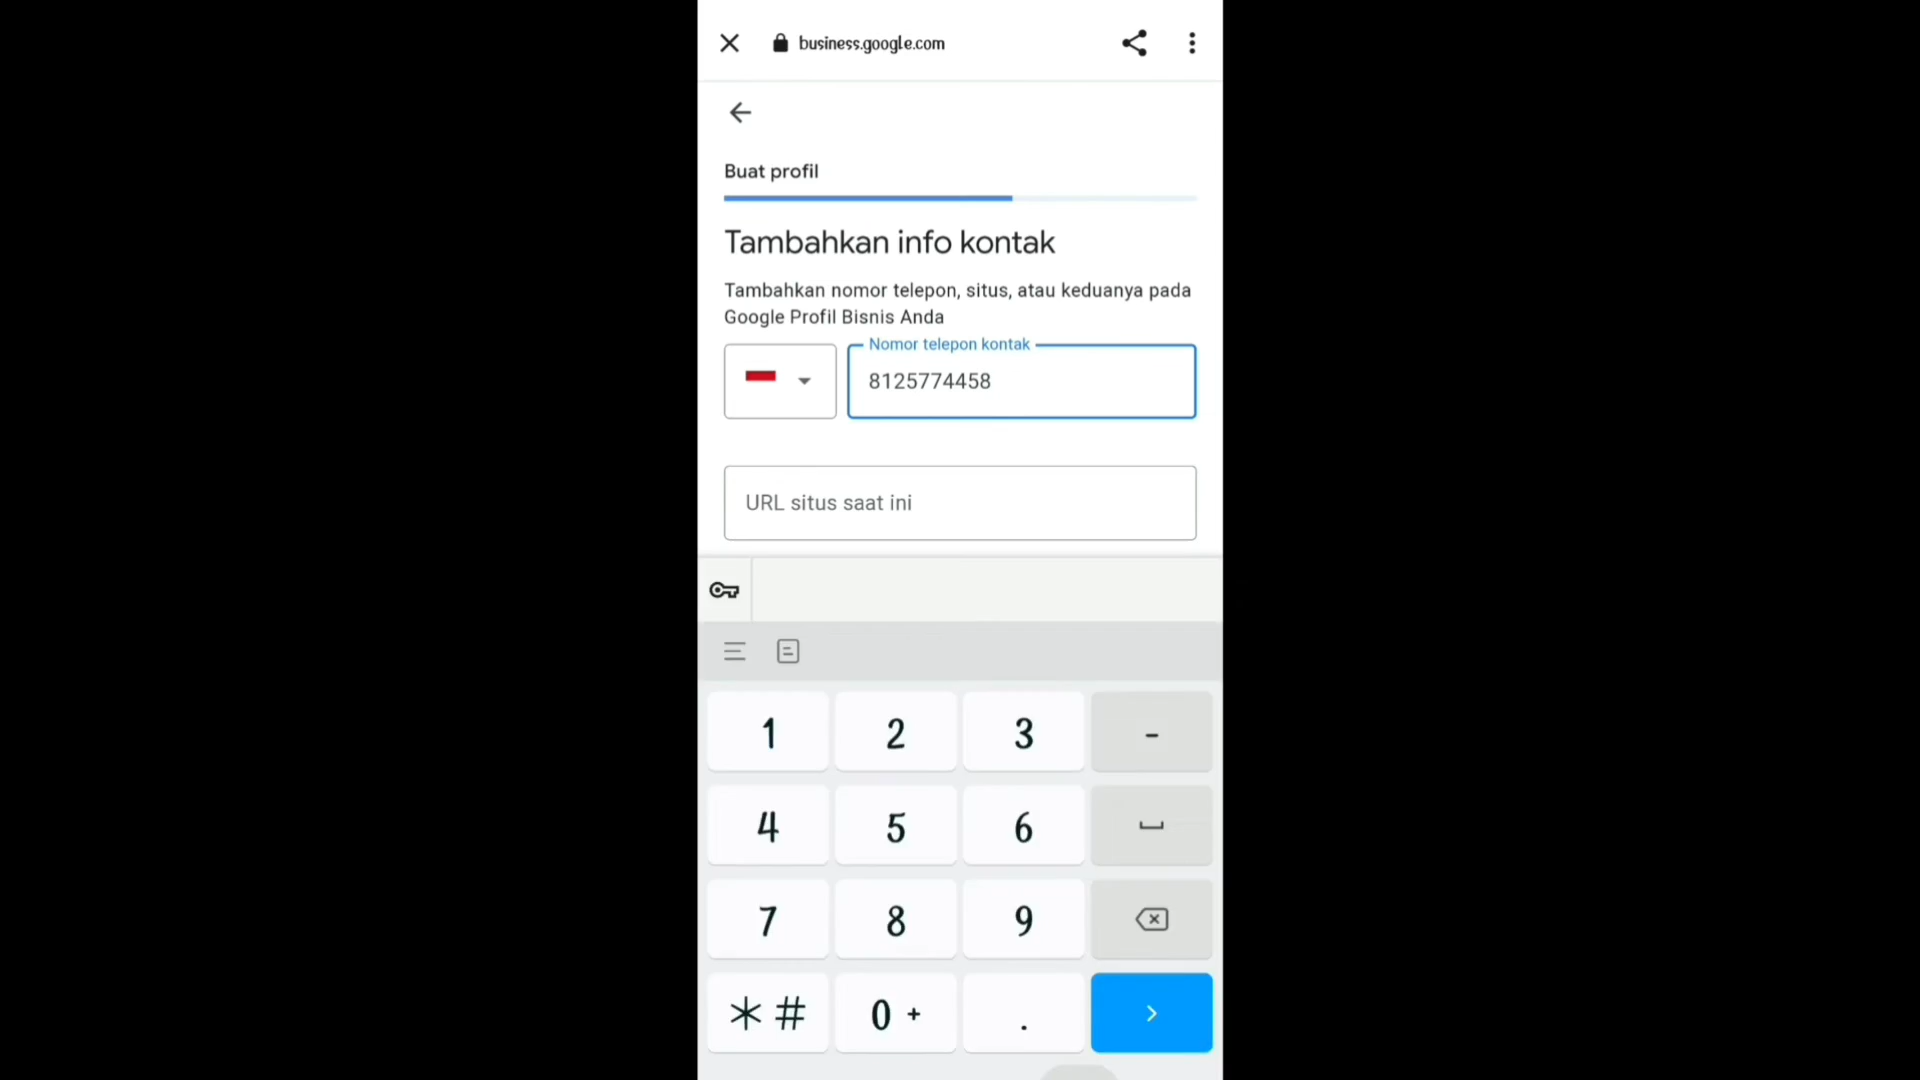 business.google.com
Buat profil
Tambahkan info kontak
Tambahkan nomor telepon, situs, atau keduanya pada
Google Profil Bisnis Anda
Nomor telepon kontak
8125774458
URL situs saat ini
1 2 3 -
4 5 6
7 8 9
* # 0 + .